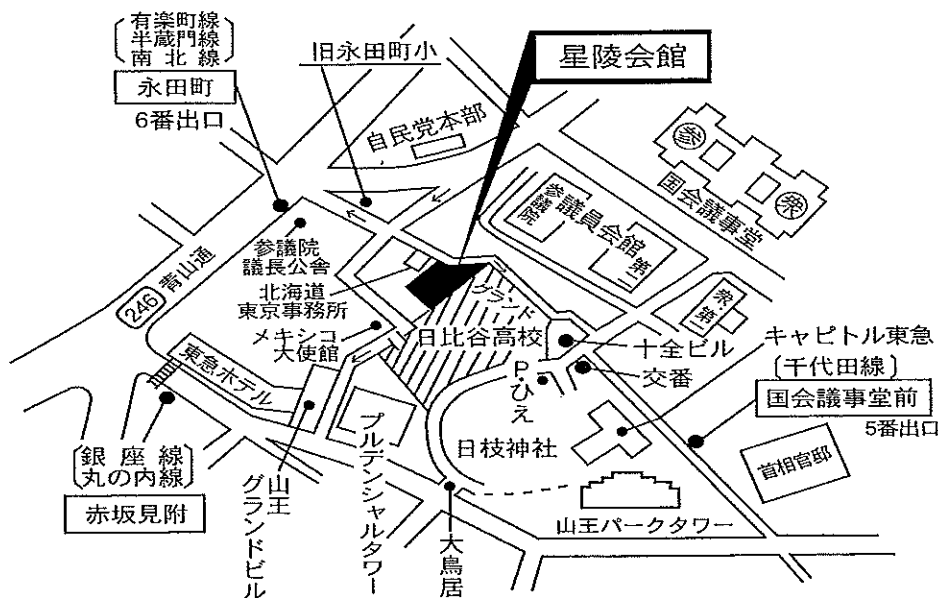 有楽町線
半蔵門線
南北線
永田町
6番出口
旧永田町小
星陵会館
自民党本部
参
衆
国会議事堂
参議院
議員会館
第二
衆・第一
参議院
議長公舎
北海道
東京事務所
メキシコ
大使館
246
青山通
グランド
日比谷高校
十全ビル
交番
P・ひえ
キャピトル東急
千代田線
国会議事堂前
5番出口
首相官邸
東急ホテル
銀座線
丸の内線
赤坂見附
山王
グランドビル
プルデンシャルタワー
日枝神社
大鳥居
山王パークタワー